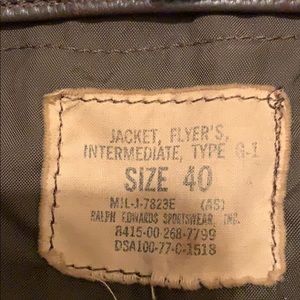 JACKET, FLYER'S,
INTERMEDIATE, TYPE G-1
SIZE 40
MIL-J-7823E (AS)
RALPH EDWARDS SPORTSWEAR, INC.
8415-00-268-7799
DSA100-77-C-1518